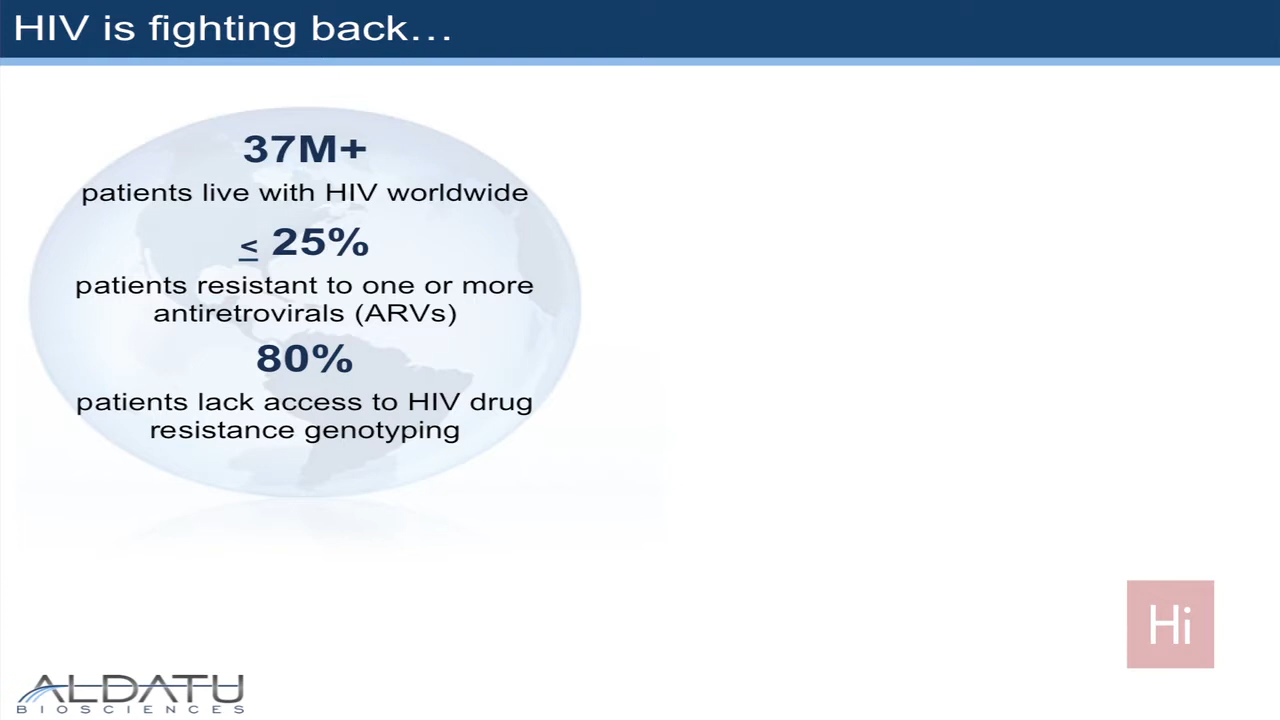 HIV is fighting back…
37M+
patients live with HIV worldwide
≤ 25%
patients resistant to one or more
antiretrovirals (ARVs)
80%
patients lack access to HIV drug
resistance genotyping
Hi
ALDATU
BIOSCIENCES